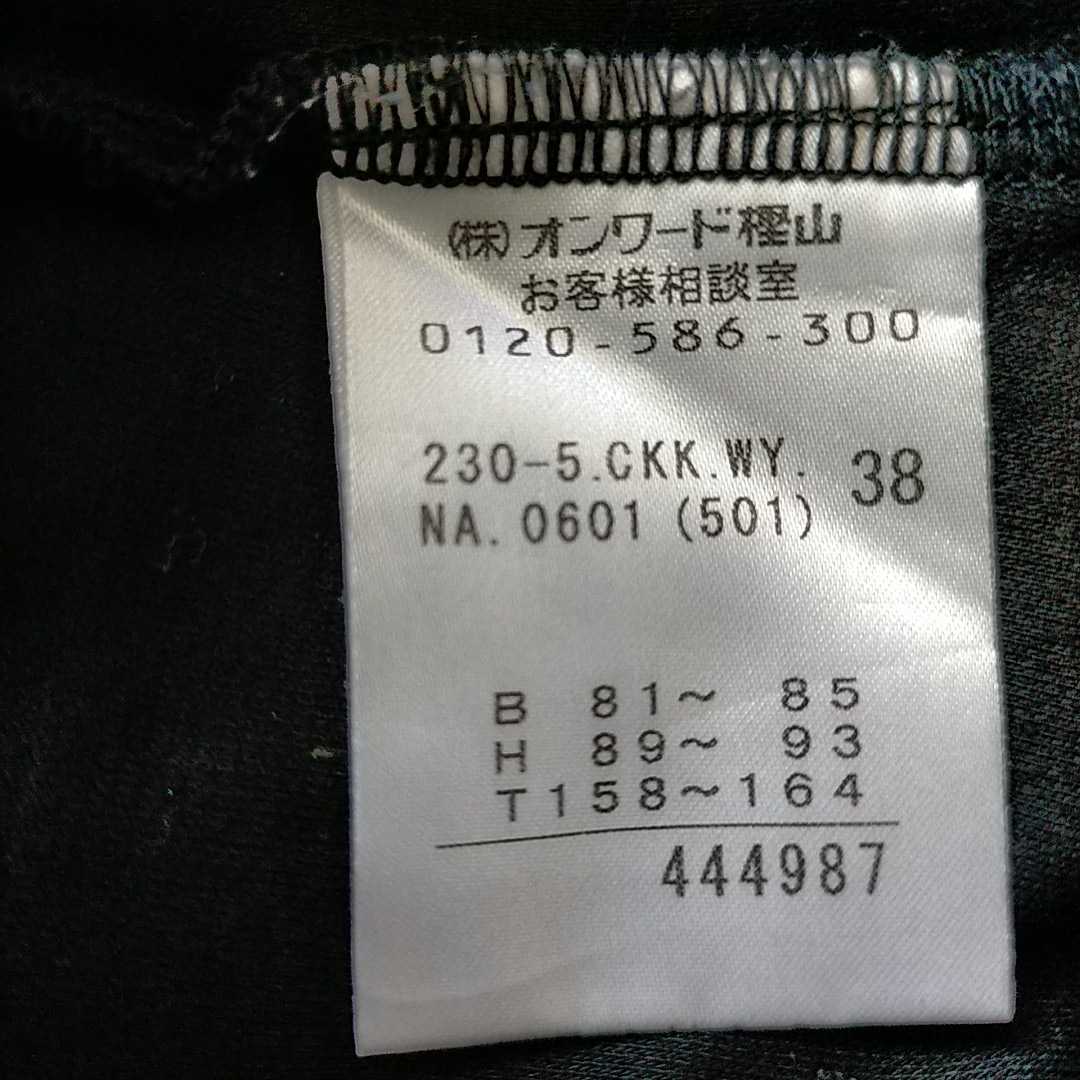 (株)オンワード樫山
お客様相談室
0120-586-300
230-5.CKK.WY. 38
NA.0601(501)
B 81〜 85
H 89〜 93
T158〜164
444987